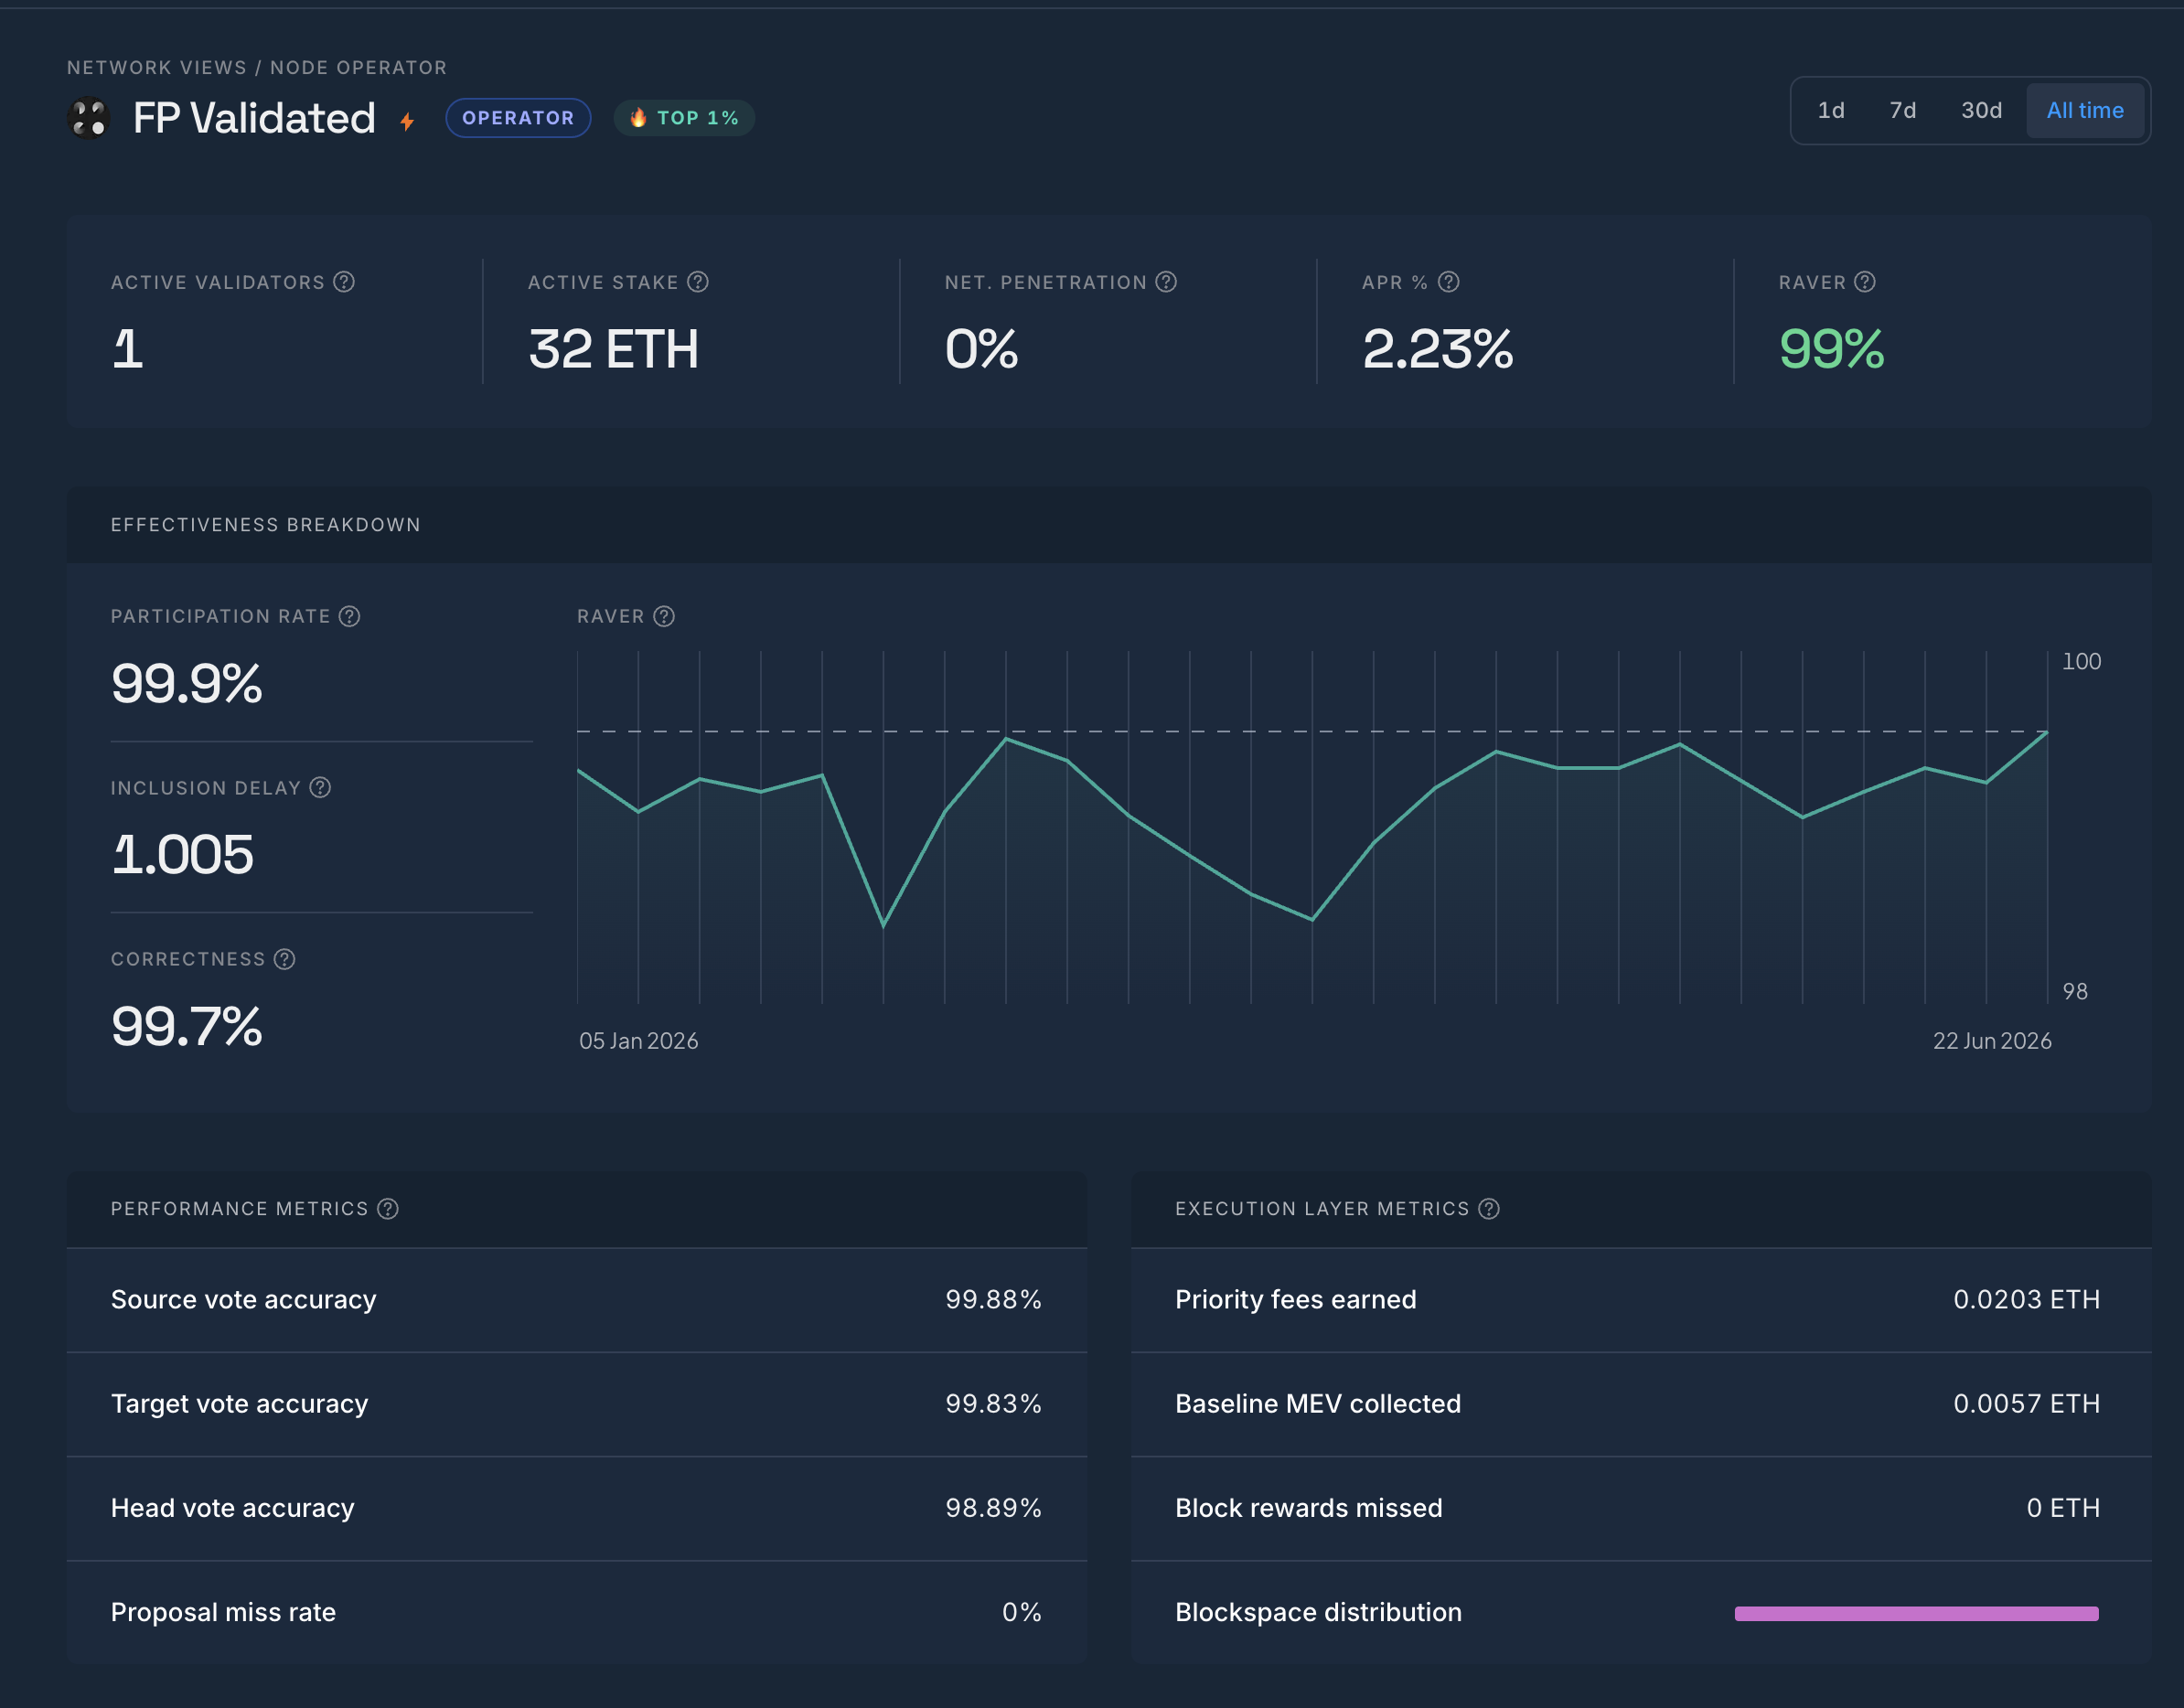 NETWORK VIEWS / NODE OPERATOR
FP Validated
OPERATOR
🔥 TOP 1%
1d 7d 30d All time
ACTIVE VALIDATORS
1
ACTIVE STAKE
32 ETH
NET. PENETRATION
0%
APR %
2.23%
RAVER
99%
EFFECTIVENESS BREAKDOWN
PARTICIPATION RATE
99.9%
INCLUSION DELAY
1.005
CORRECTNESS
99.7%
RAVER
100
98
05 Jan 2026
22 Jun 2026
PERFORMANCE METRICS
Source vote accuracy 99.88%
Target vote accuracy 99.83%
Head vote accuracy 98.89%
Proposal miss rate 0%
EXECUTION LAYER METRICS
Priority fees earned 0.0203 ETH
Baseline MEV collected 0.0057 ETH
Block rewards missed 0 ETH
Blockspace distribution